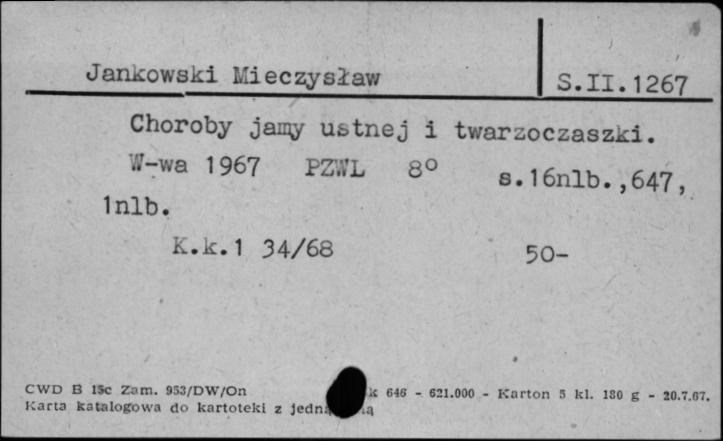 Jankowski Mieczysław
S.II.1267
Choroby jamy ustnej i twarzoczaszki.
W-wa 1967 PZWL 8° s.16nlb.,647,
1nlb.
K.k.1 34/68 50-
CWD B 15c Zam. 953/DW/On k 646 - 621.000 - Karton 5 kl. 180 g - 20.7.67.
Karta katalogowa do kartoteki z